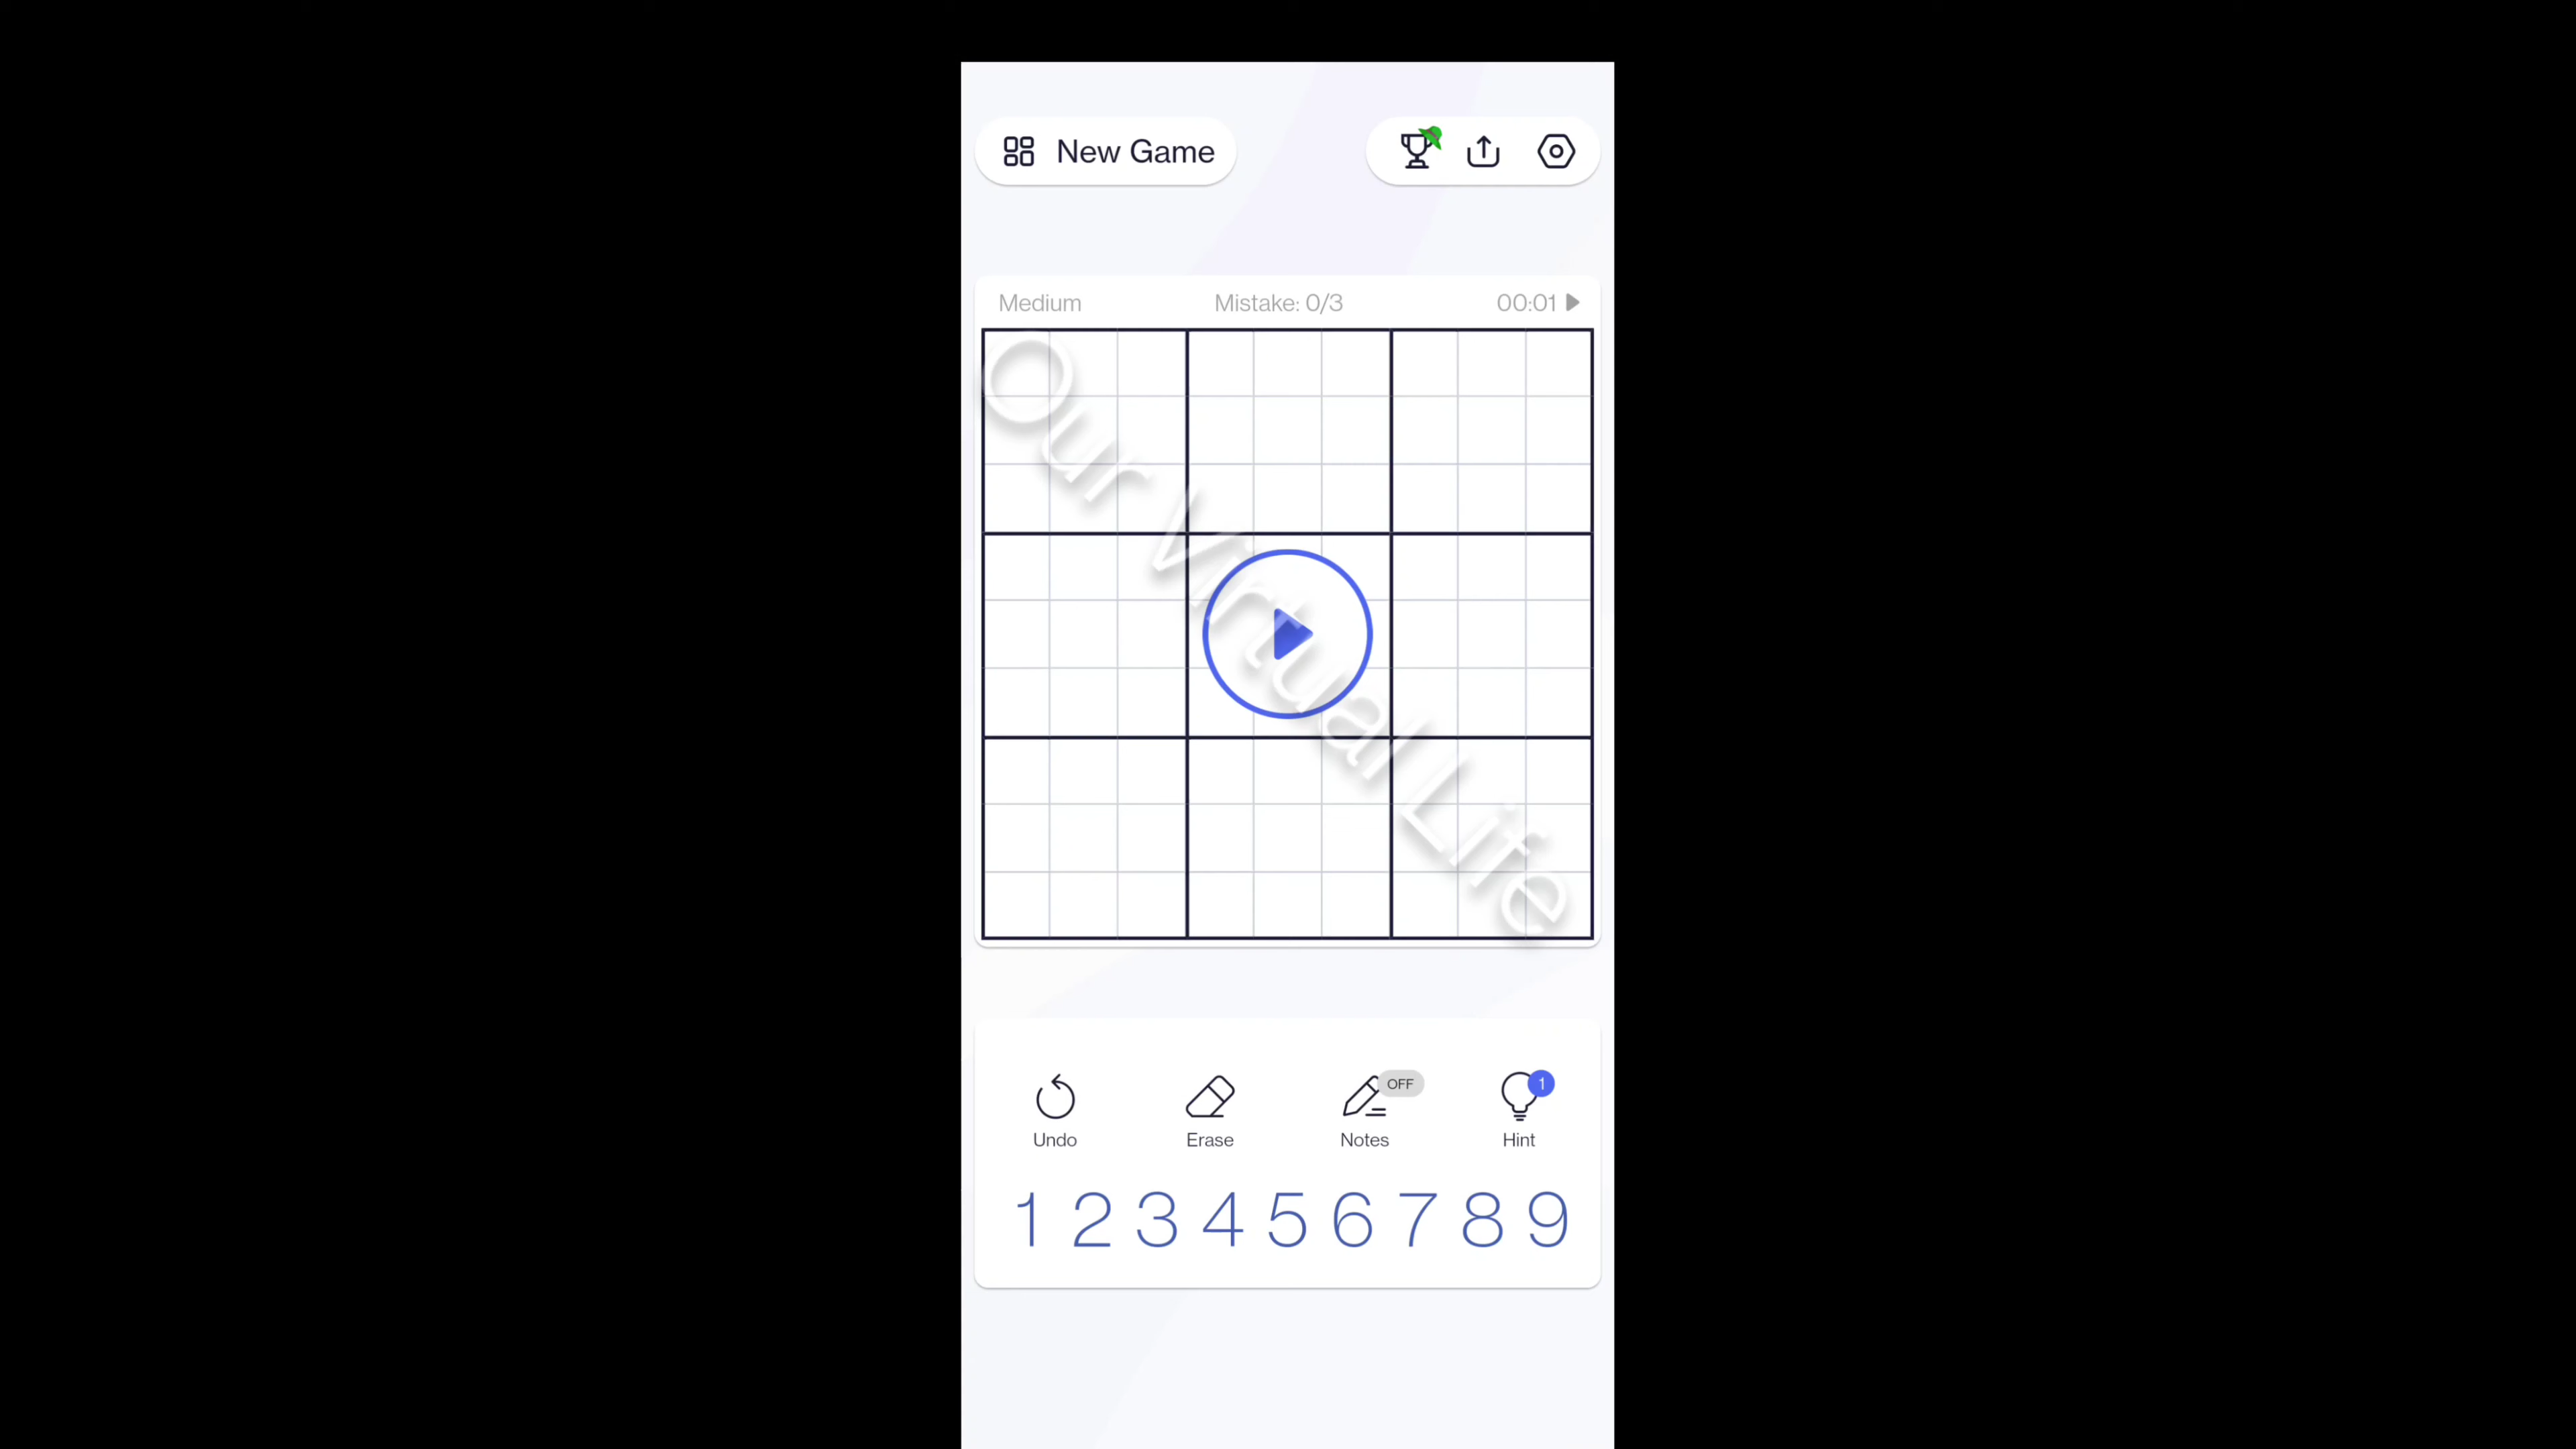 New Game
Medium Mistake: 0/3 00:01
Our Virtual Life
OFF 1
Undo Erase Notes Hint
1 2 3 4 5 6 7 8 9